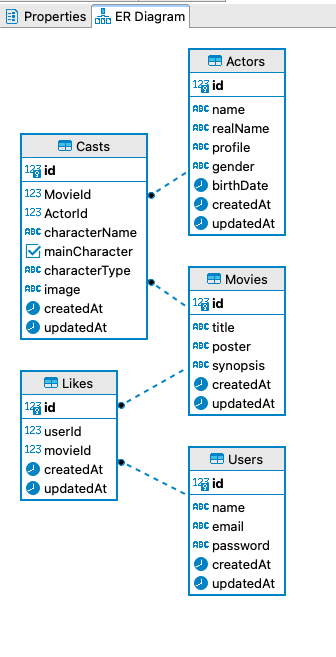 Properties
ER Diagram
Actors
123 id
ABC name
ABC realName
ABC profile
ABC gender
birthDate
createdAt
updatedAt
Casts
123 id
123 MovieId
123 ActorId
ABC characterName
mainCharacter
ABC characterType
ABC image
createdAt
updatedAt
Movies
123 id
ABC title
ABC poster
ABC synopsis
createdAt
updatedAt
Likes
123 id
123 userId
123 movieId
createdAt
updatedAt
Users
123 id
ABC name
ABC email
ABC password
createdAt
updatedAt